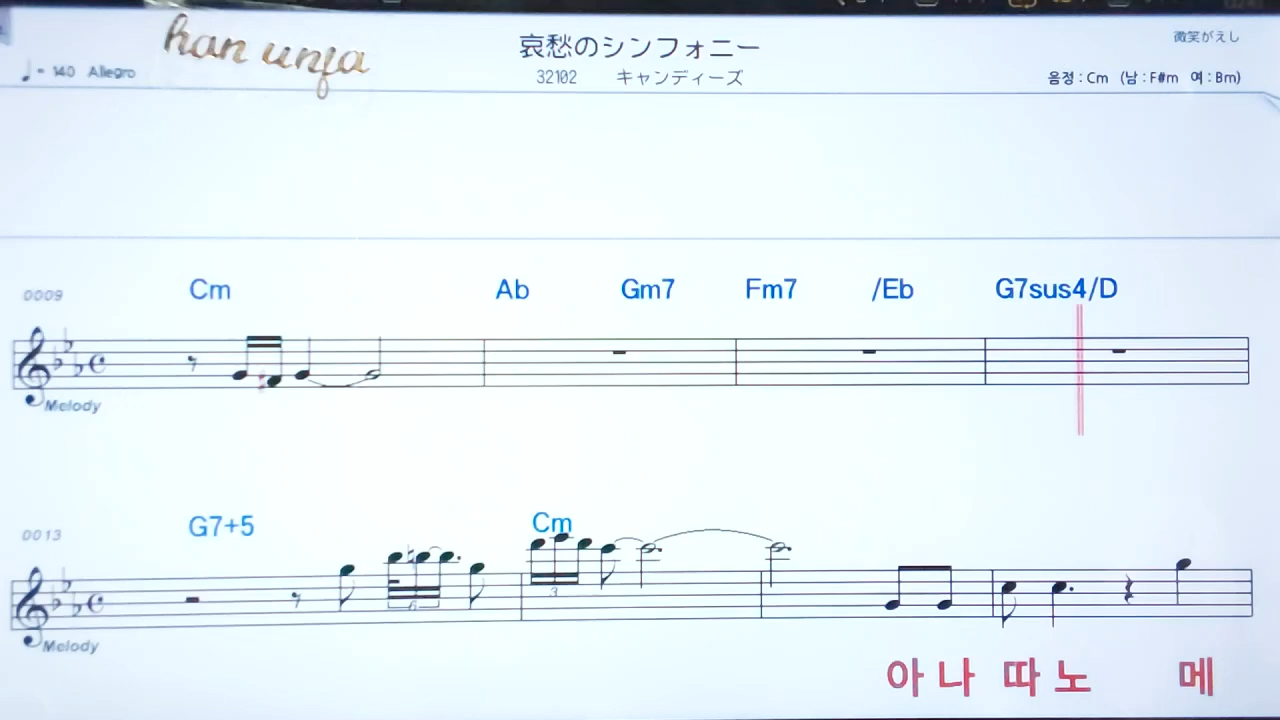 han unja
哀愁のシンフォニー
微笑がえし
♩= 140 Allegro
32102 キャンディーズ
음정 : Cm (남 : F#m 여 : Bm)
0009 Cm Ab Gm7 Fm7 /Eb G7sus4/D
Melody
0013 G7+5 Cm
6 3
Melody
아 나 따 노 메